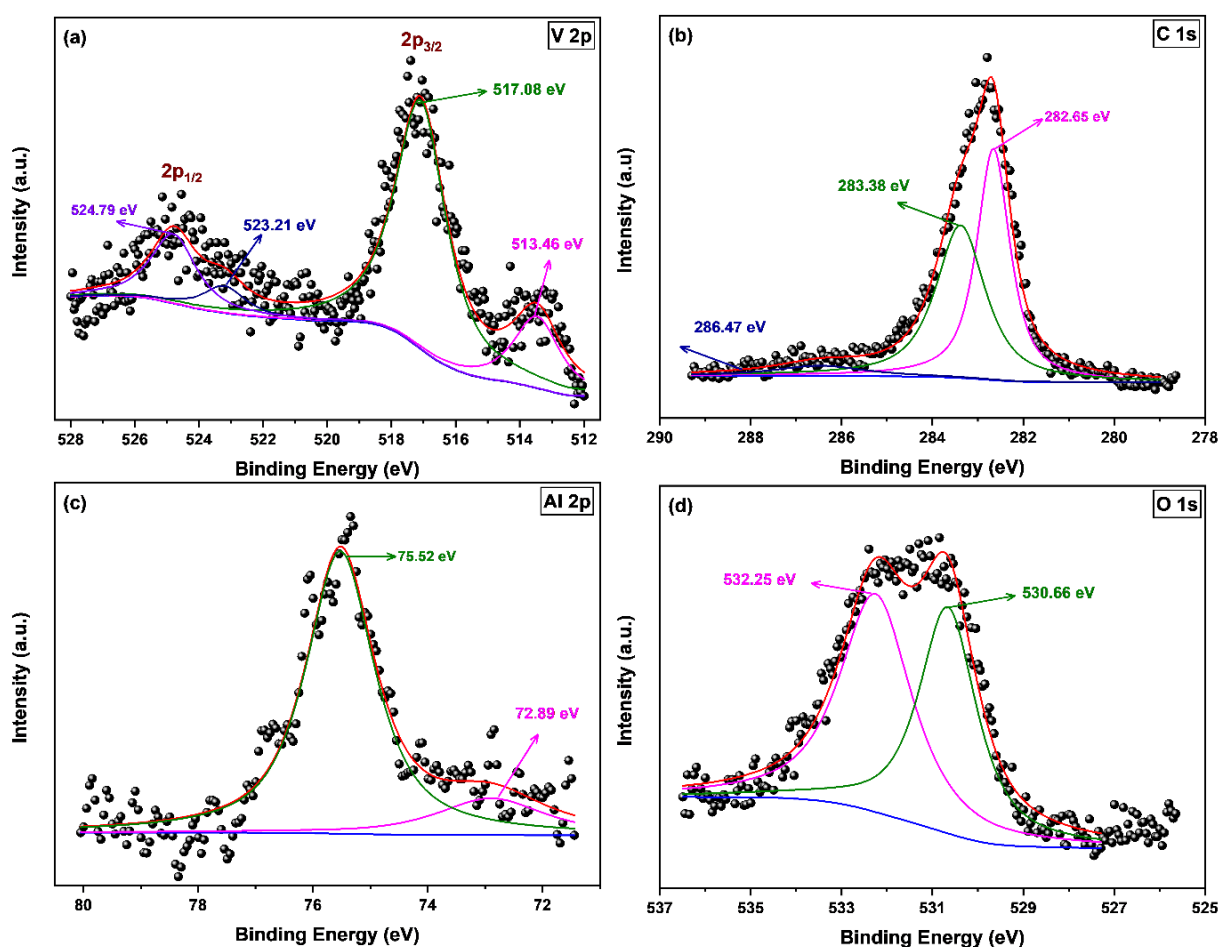 (a)
V 2p
2p3/2
517.08 eV
2p1/2
524.79 eV
523.21 eV
513.46 eV
Intensity (a.u.)
528 526 524 522 520 518 516 514 512
Binding Energy (eV)
(b)
C 1s
282.65 eV
283.38 eV
286.47 eV
Intensity (a.u)
290 288 286 284 282 280 278
Binding Energy (eV)
(c)
Al 2p
75.52 eV
72.89 eV
Intensity (a.u.)
80 78 76 74 72
Binding Energy (eV)
(d)
O 1s
532.25 eV
530.66 eV
Intensity (a.u.)
537 535 533 531 529 527 525
Binding Energy (eV)